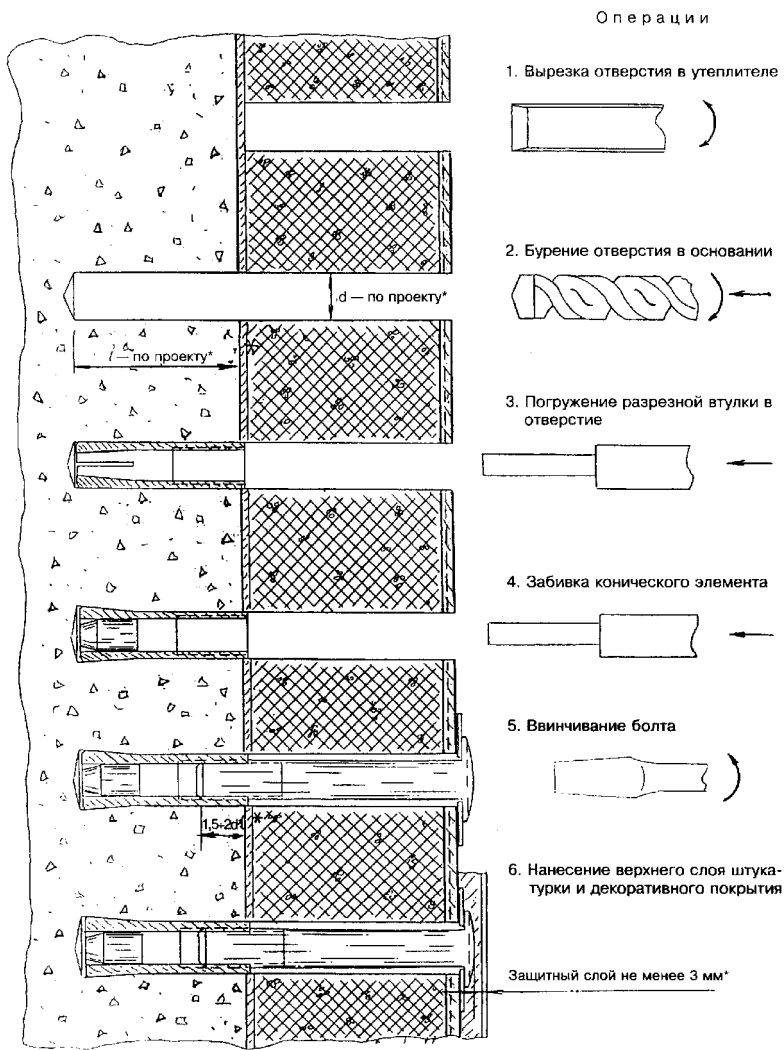 Операции
1. Вырезка отверстия в утеплителе
2. Бурение отверстия в основании
d — по проекту*
l — по проекту*
3. Погружение разрезной втулки в
отверстие
4. Забивка конического элемента
5. Ввинчивание болта
1,5÷2d
6. Нанесение верхнего слоя штука-
турки и декоративного покрытия
Защитный слой не менее 3 мм*